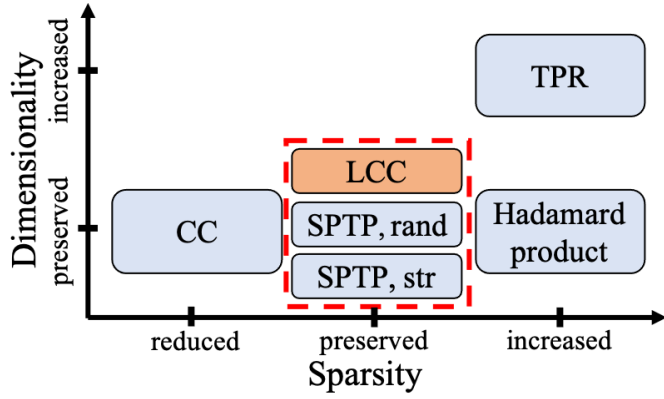 Dimensionality
increased
preserved
TPR
LCC
CC
SPTP, rand
SPTP, str
Hadamard
product
reduced
preserved
increased
Sparsity